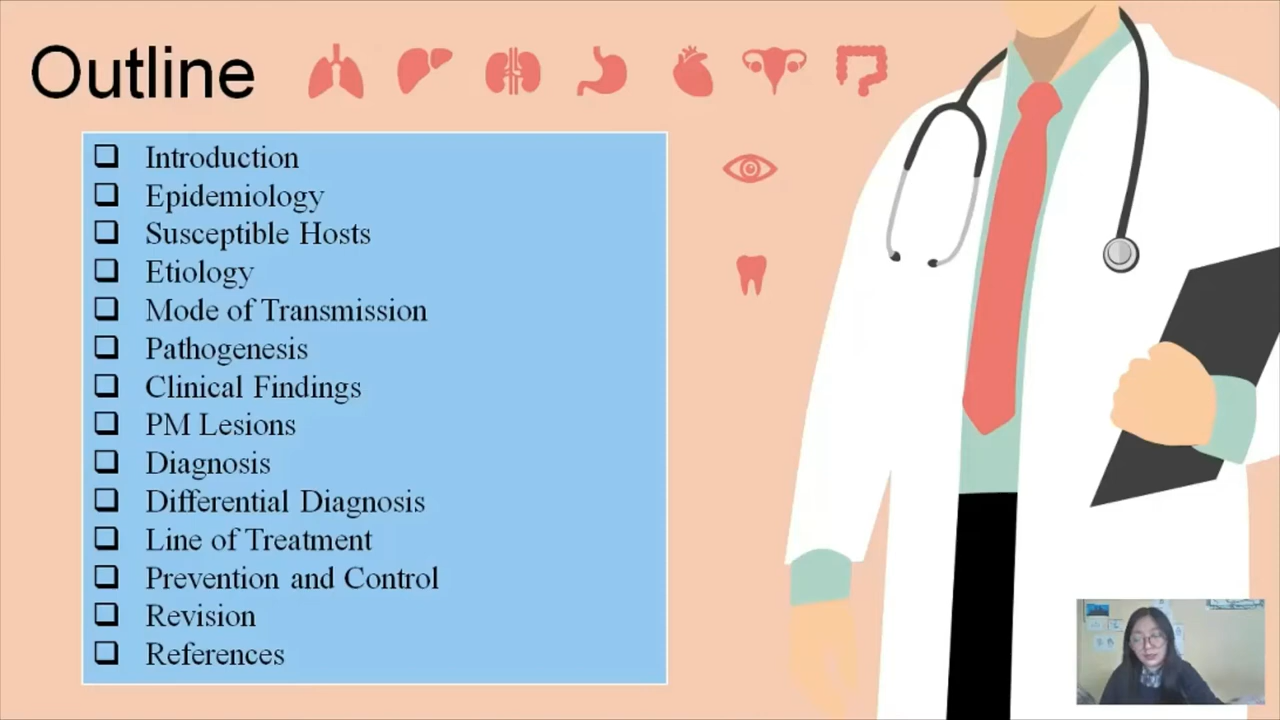 Outline
Introduction
Epidemiology
Susceptible Hosts
Etiology
Mode of Transmission
Pathogenesis
Clinical Findings
PM Lesions
Diagnosis
Differential Diagnosis
Line of Treatment
Prevention and Control
Revision
References